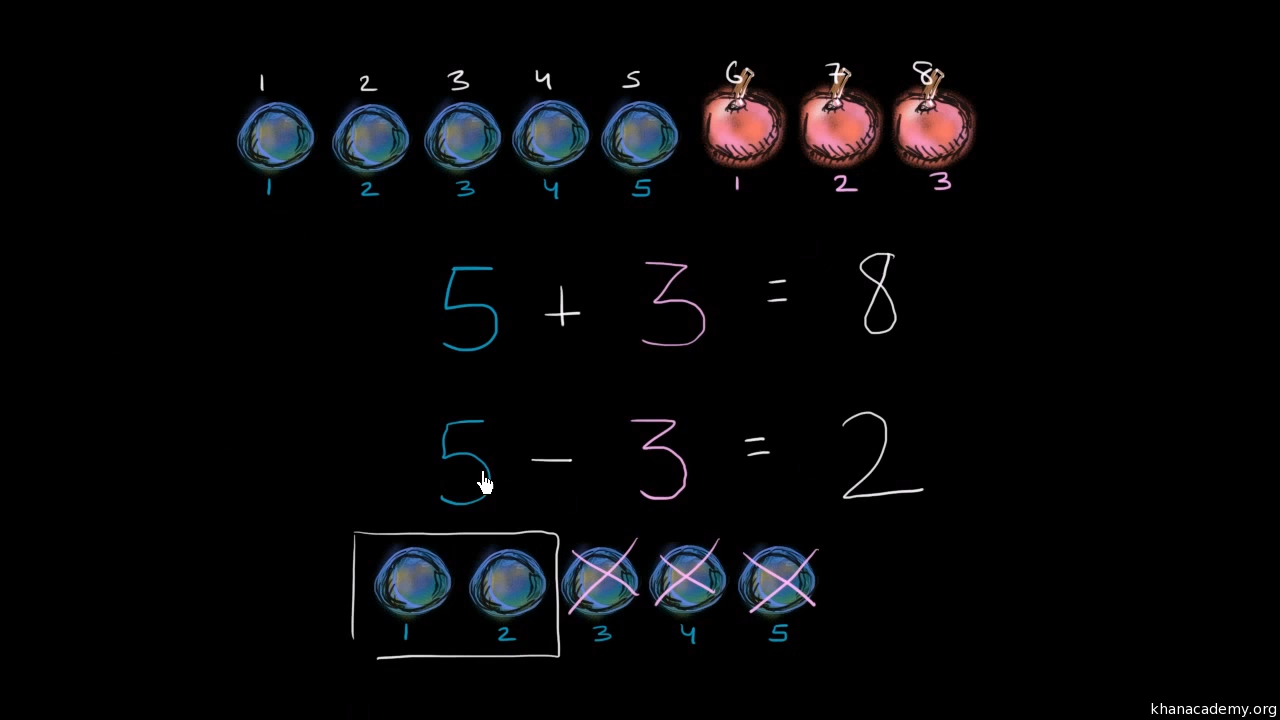 1 2 3 4 5 6 7 8
1 2 3 4 5 1 2 3
5 + 3 = 8
5 - 3 = 2
1 2 3 4 5
khanacademy.org